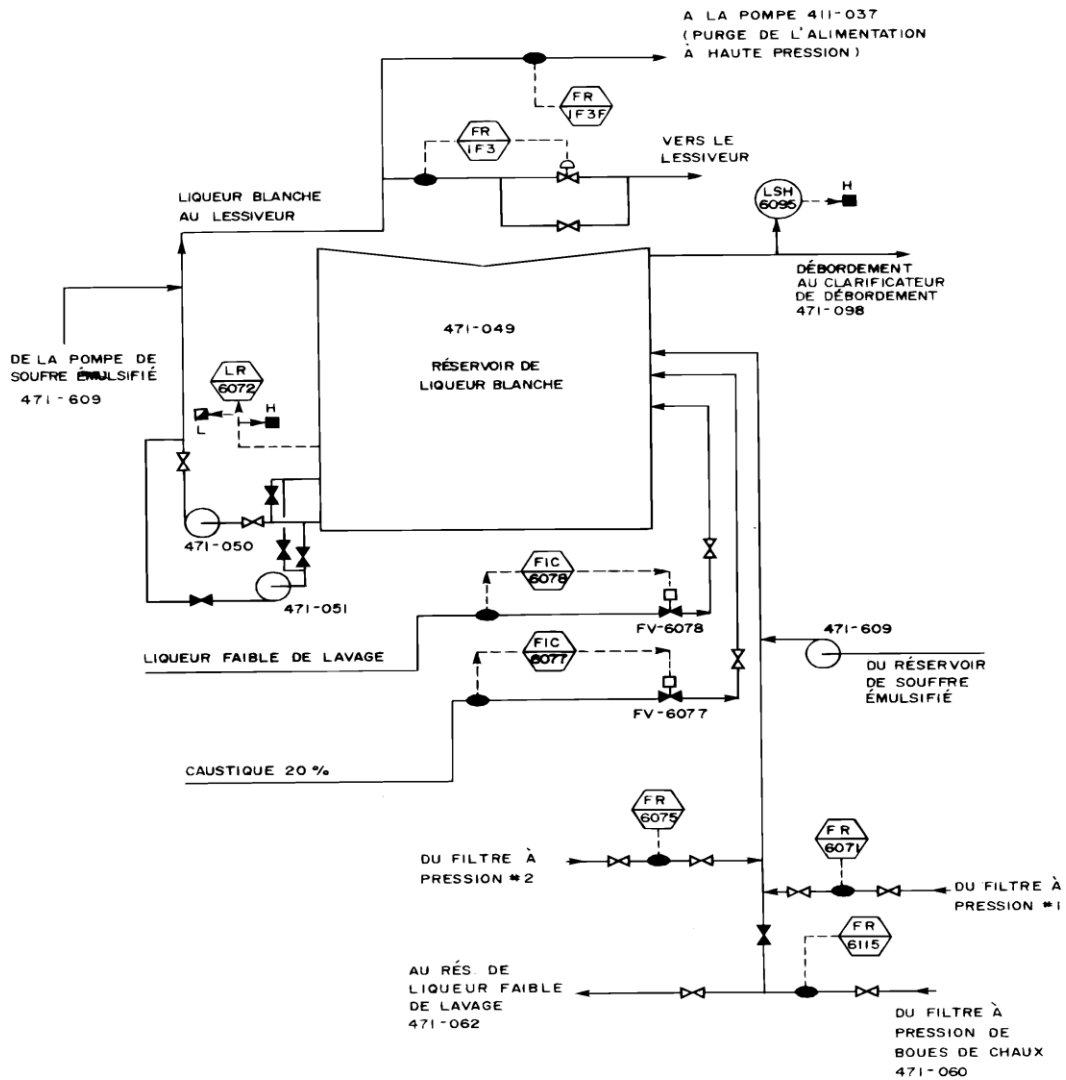 A LA POMPE 411-037
(PURGE DE L'ALIMENTATION
À HAUTE PRESSION)
FR
1F3F
FR
1F3
VERS LE
LESSIVEUR
LSH
6095
H
LIQUEUR BLANCHE
AU LESSIVEUR
DÉBORDEMENT
AU CLARIFICATEUR
DE DÉBORDEMENT
471-098
471-049
RÉSERVOIR DE
LIQUEUR BLANCHE
DE LA POMPE DE
SOUFRE ÉMULSIFIÉ
471-609
LR
6072
H
L
471-050
471-051
FIC
6078
FV-6078
LIQUEUR FAIBLE DE LAVAGE
FIC
6077
FV-6077
471-609
DU RÉSERVOIR
DE SOUFFRE
ÉMULSIFIÉ
CAUSTIQUE 20 %
FR
6075
FR
6071
DU FILTRE À
PRESSION #2
DU FILTRE À
PRESSION #1
FR
6115
AU RÉS. DE
LIQUEUR FAIBLE
DE LAVAGE
471-062
DU FILTRE À
PRESSION DE
BOUES DE CHAUX
471-060